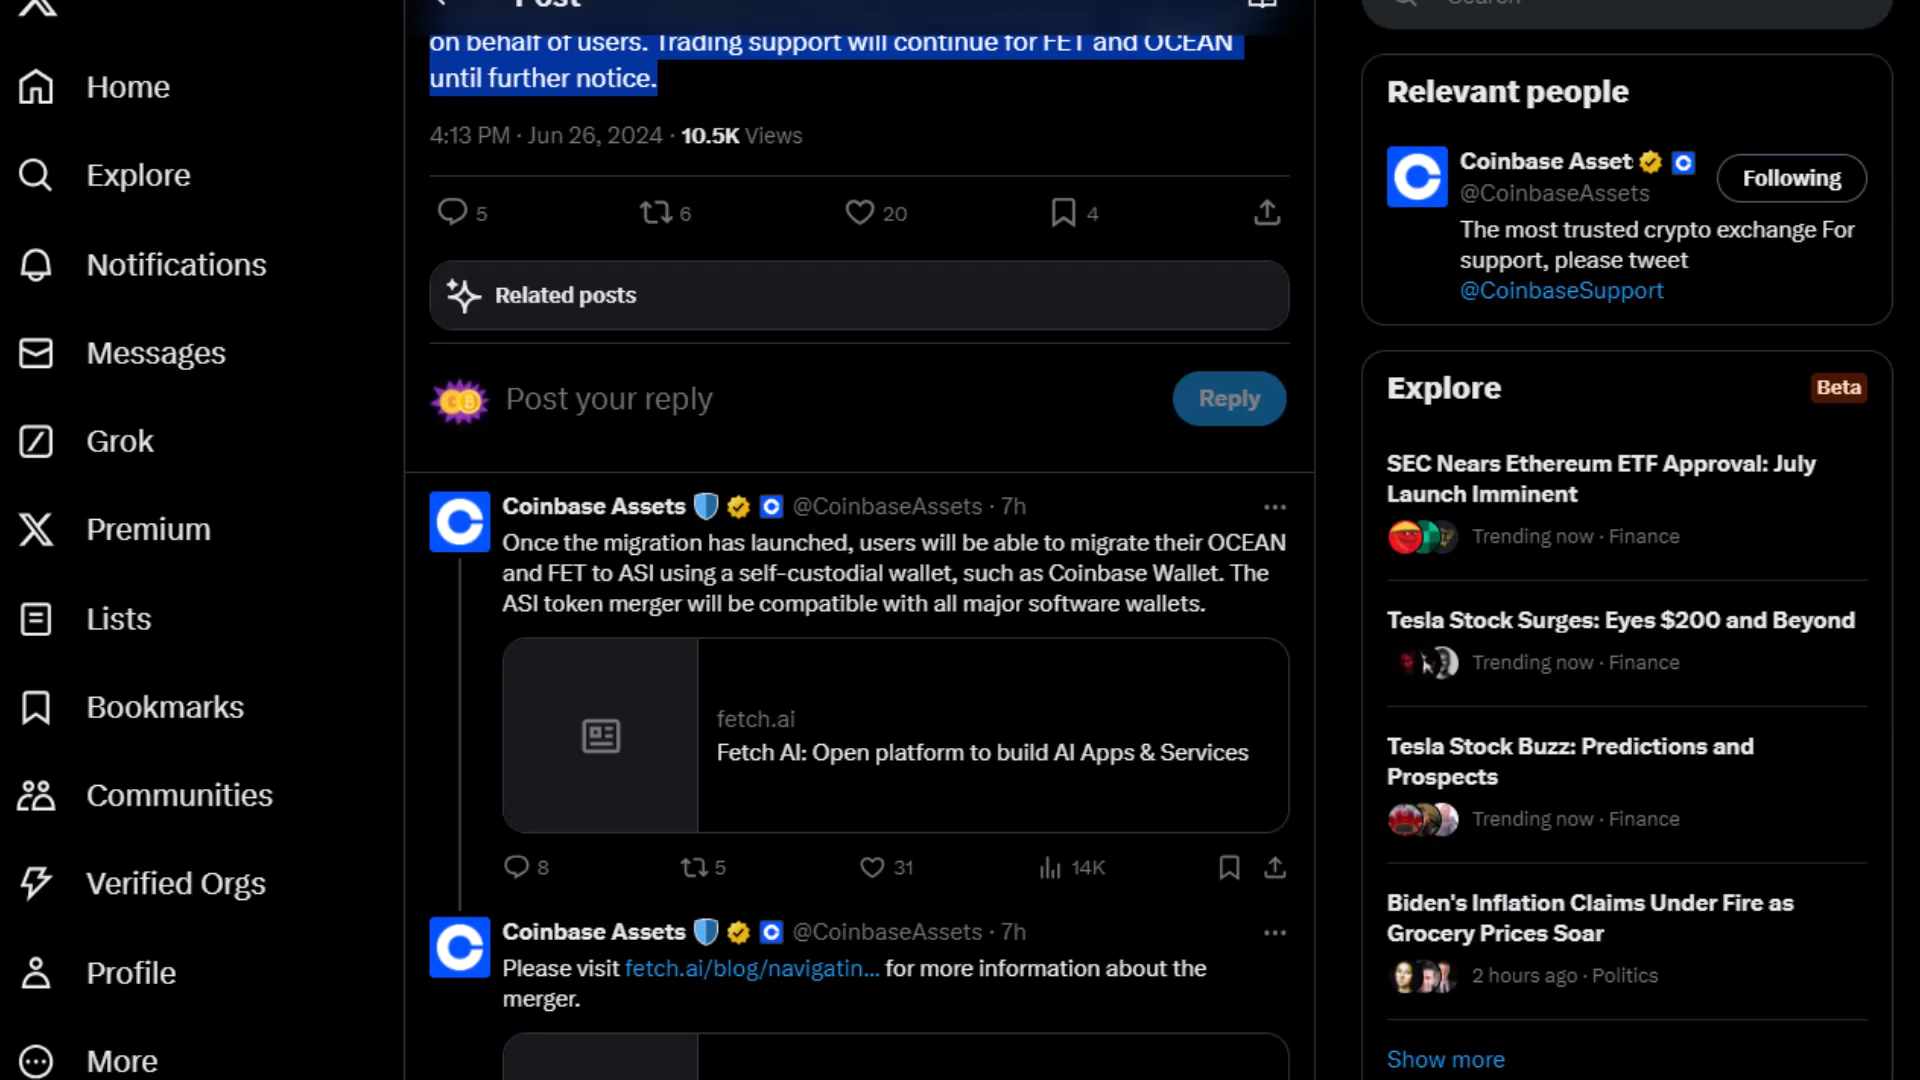 Post
Search
Home
Explore
Notifications
Messages
Grok
Premium
Lists
Bookmarks
Communities
Verified Orgs
Profile
More
on behalf of users. Trading support will continue for FET and OCEAN
until further notice.
4:13 PM · Jun 26, 2024 · 10.5K Views
5
6
20
4
Related posts
Post your reply
Reply
Coinbase Assets @CoinbaseAssets · 7h
Once the migration has launched, users will be able to migrate their OCEAN
and FET to ASI using a self-custodial wallet, such as Coinbase Wallet. The
ASI token merger will be compatible with all major software wallets.
fetch.ai
Fetch AI: Open platform to build AI Apps & Services
8
5
31
14K
Coinbase Assets @CoinbaseAssets · 7h
Please visit fetch.ai/blog/navigatin... for more information about the
merger.
Relevant people
Coinbase Asset
@CoinbaseAssets
Following
The most trusted crypto exchange For
support, please tweet
@CoinbaseSupport
Explore
Beta
SEC Nears Ethereum ETF Approval: July
Launch Imminent
Trending now · Finance
Tesla Stock Surges: Eyes $200 and Beyond
Trending now · Finance
Tesla Stock Buzz: Predictions and
Prospects
Trending now · Finance
Biden's Inflation Claims Under Fire as
Grocery Prices Soar
2 hours ago · Politics
Show more